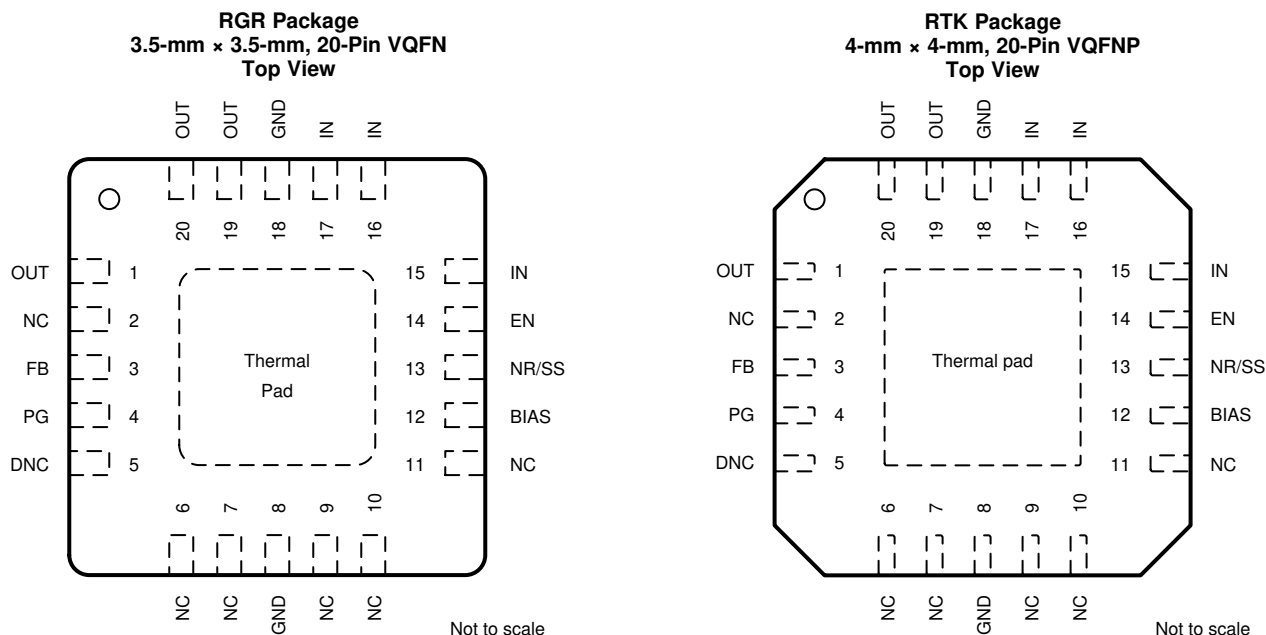 RGR Package
3.5-mm × 3.5-mm, 20-Pin VQFN
Top View
OUT
OUT
GND
IN
IN
20
19
18
17
16
OUT
1
15
IN
NC
2
14
EN
FB
3
Thermal
Pad
13
NR/SS
PG
4
12
BIAS
DNC
5
11
NC
6
7
8
9
10
NC
NC
GND
NC
NC
Not to scale
RTK Package
4-mm × 4-mm, 20-Pin VQFNP
Top View
OUT
OUT
GND
IN
IN
20
19
18
17
16
OUT
1
15
IN
NC
2
14
EN
FB
3
Thermal pad
13
NR/SS
PG
4
12
BIAS
DNC
5
11
NC
6
7
8
9
10
NC
NC
GND
NC
NC
Not to scale